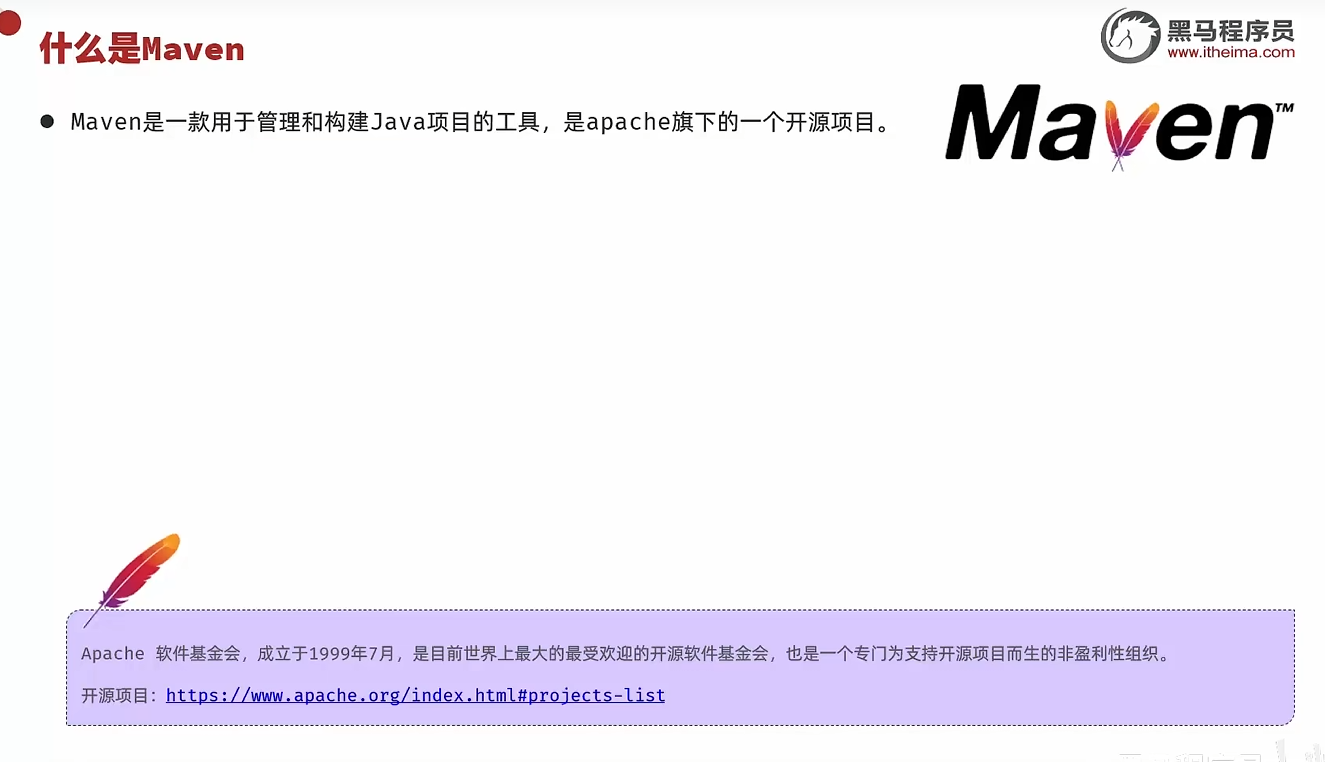 什么是Maven
黑马程序员
www.itheima.com
Maven™
Maven是一款用于管理和构建Java项目的工具，是apache旗下的一个开源项目。
Apache 软件基金会，成立于1999年7月，是目前世界上最大的最受欢迎的开源软件基金会，也是一个专门为支持开源项目而生的非盈利性组织。
开源项目：https://www.apache.org/index.html#projects-list